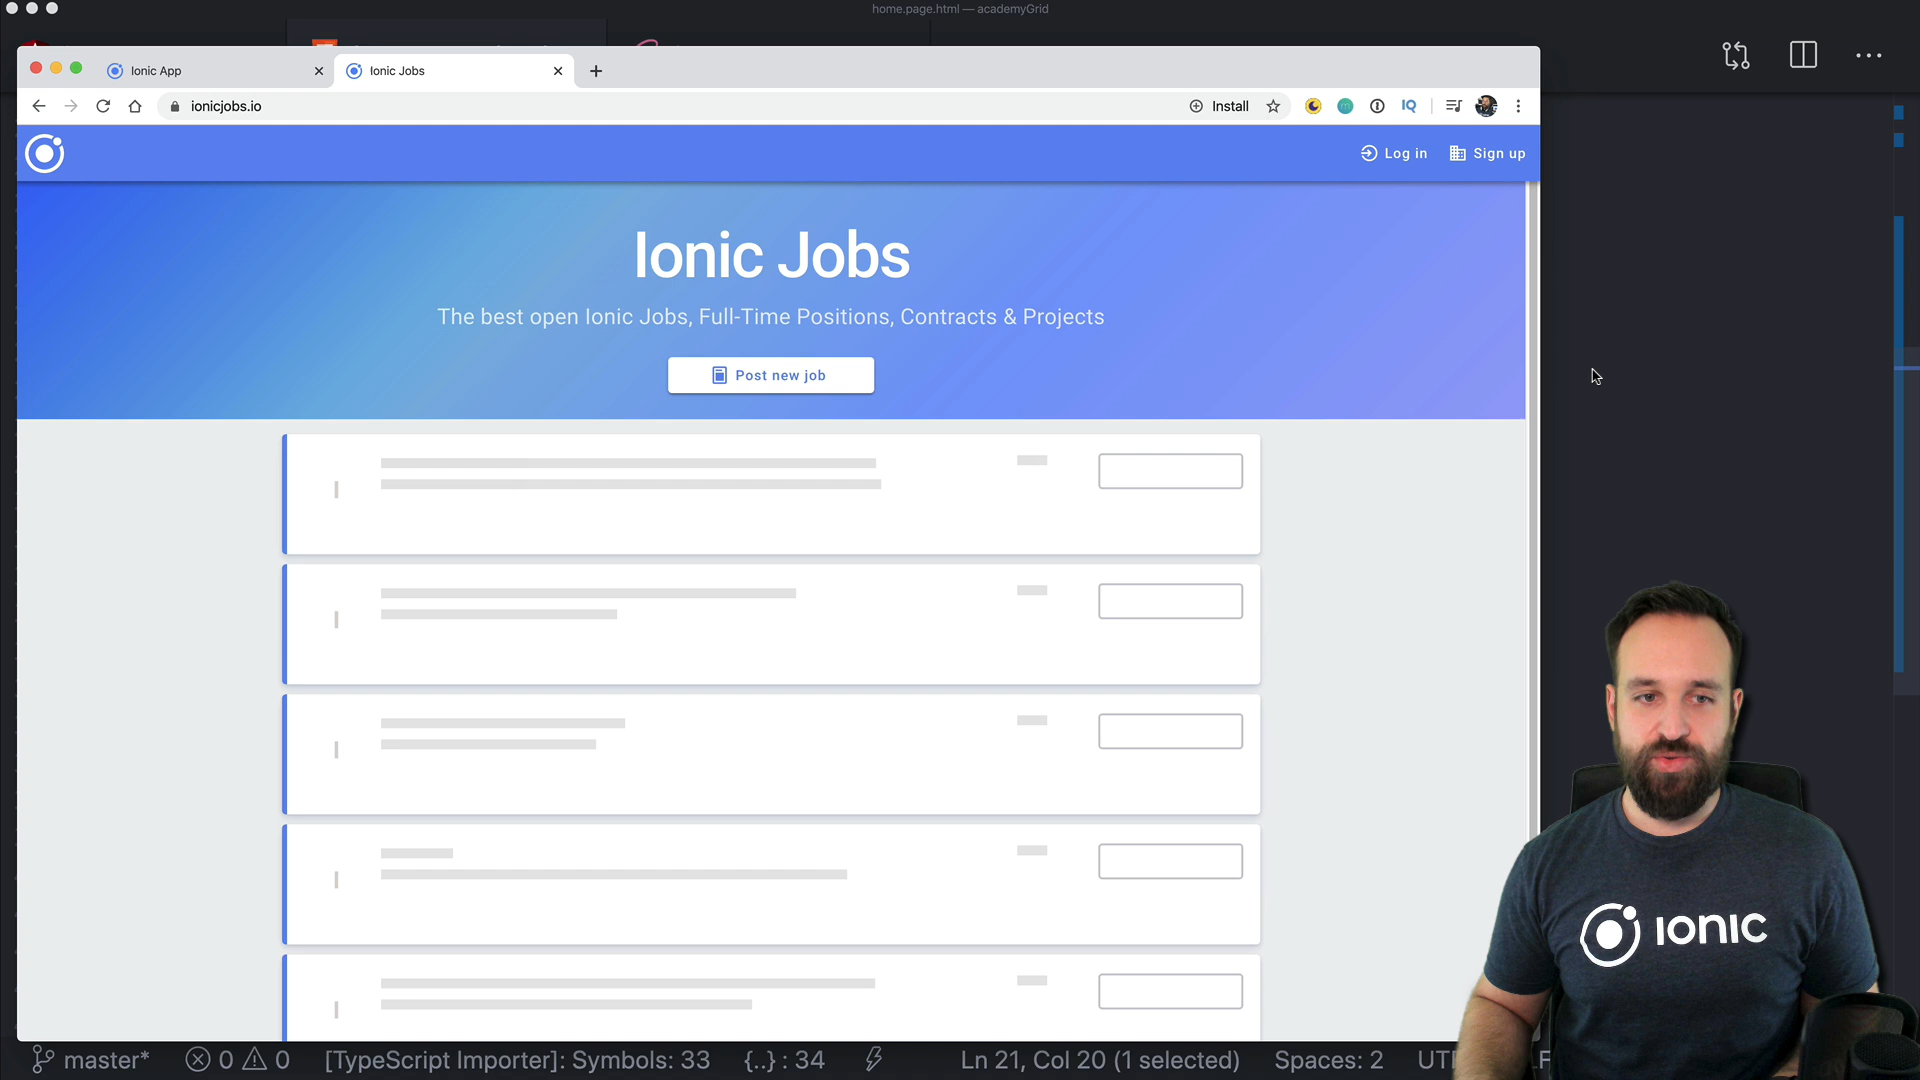 home.page.html — academyGrid
Ionic App
Ionic Jobs
ionicjobs.io
Install
IQ
Log in
Sign up
Ionic Jobs
The best open Ionic Jobs, Full-Time Positions, Contracts & Projects
Post new job
IONIC
master* 0 0 [TypeScript Importer]: Symbols: 33 {..} : 34 Ln 21, Col 20 (1 selected) Spaces: 2